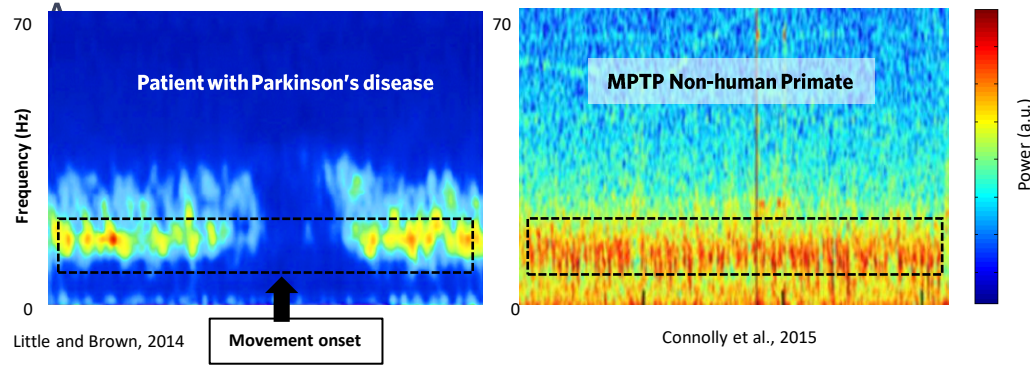 A
70
Frequency (Hz)
0
Patient with Parkinson's disease
Movement onset
Little and Brown, 2014
70
0
MPTP Non-human Primate
Connolly et al., 2015
Power (a.u.)